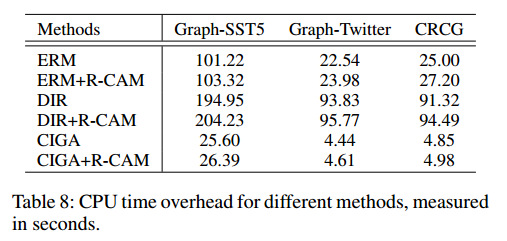 Methods Graph-SST5 Graph-Twitter CRCG
ERM 101.22 22.54 25.00
ERM+R-CAM 103.32 23.98 27.20
DIR 194.95 93.83 91.32
DIR+R-CAM 204.23 95.77 94.49
CIGA 25.60 4.44 4.85
CIGA+R-CAM 26.39 4.61 4.98
Table 8: CPU time overhead for different methods, measured
in seconds.